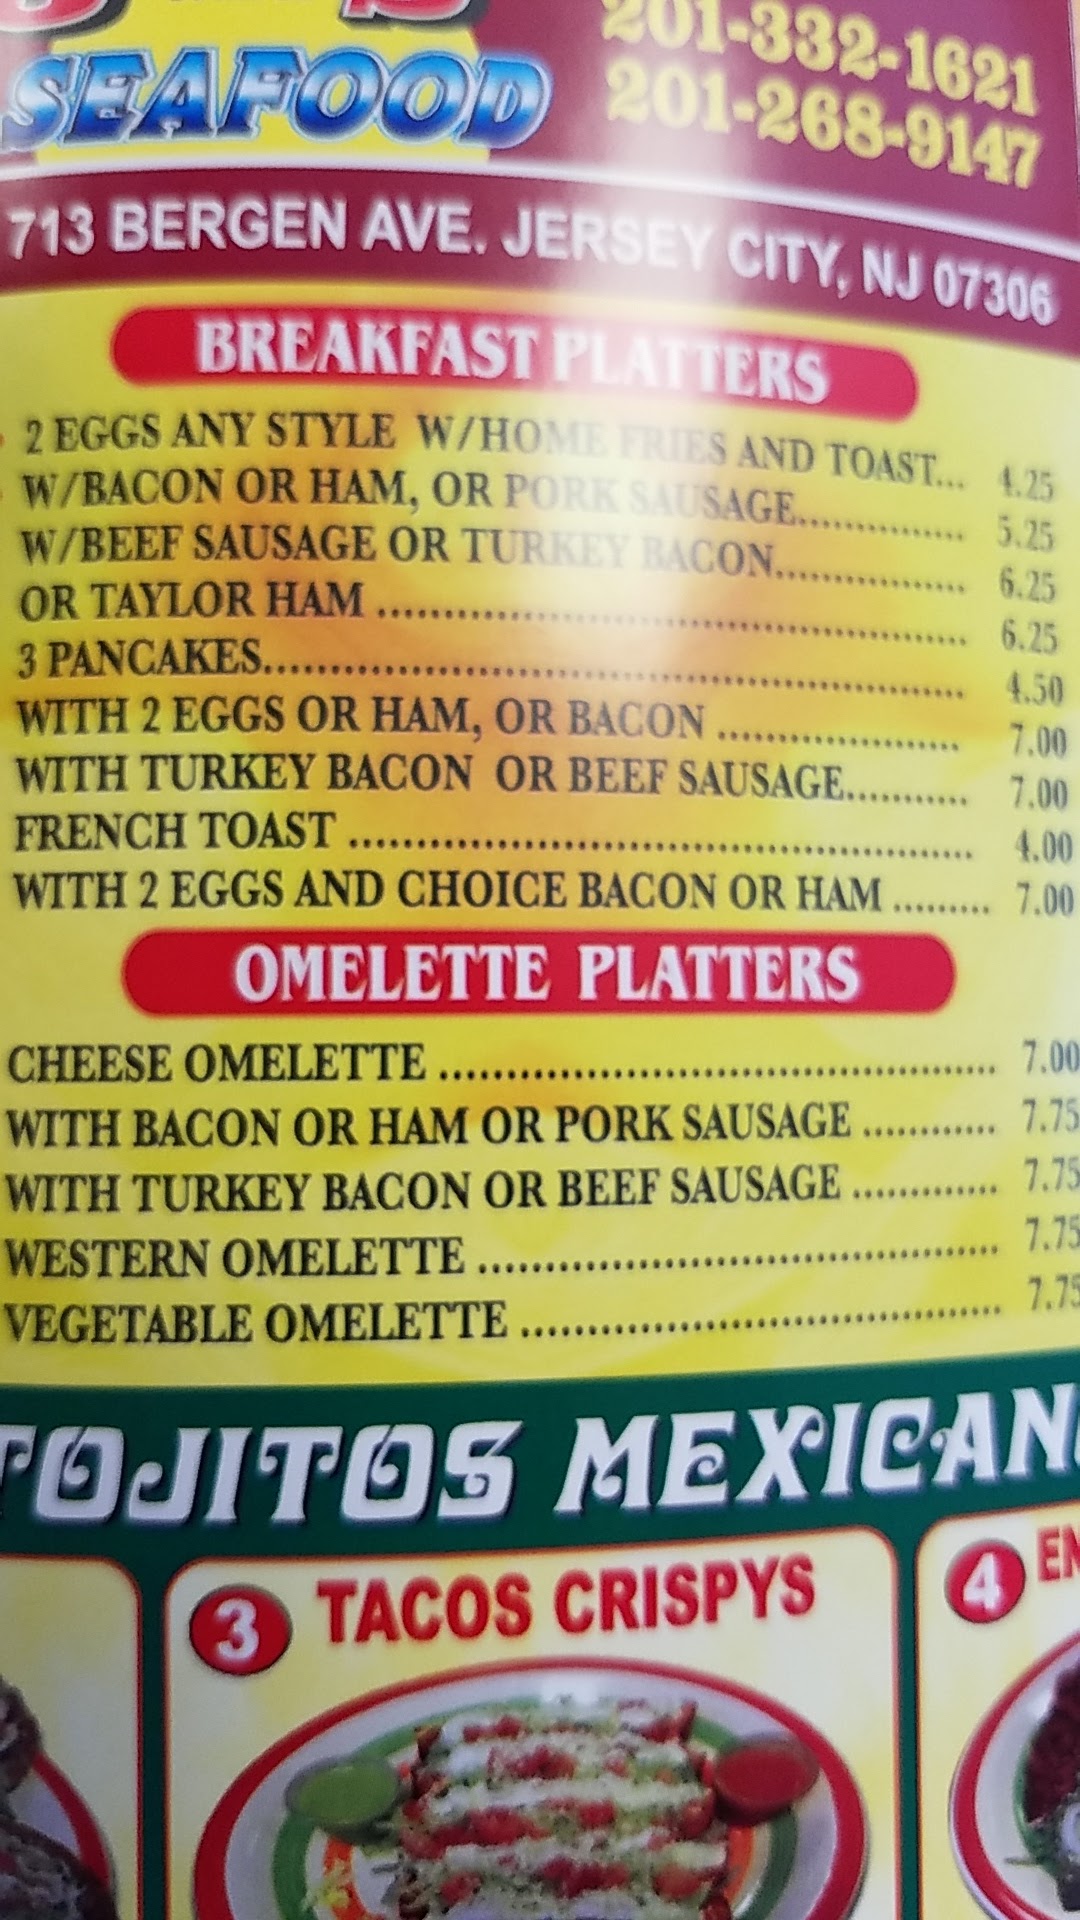 SEAFOOD
201-332-1621
201-268-9147
713 BERGEN AVE. JERSEY CITY, NJ 07306
BREAKFAST PLATTERS
2 EGGS ANY STYLE W/HOME FRIES AND TOAST... 4.25
W/BACON OR HAM, OR PORK SAUSAGE............ 5.25
W/BEEF SAUSAGE OR TURKEY BACON.............. 6.25
OR TAYLOR HAM ............................................ 6.25
3 PANCAKES.................................................... 4.50
WITH 2 EGGS OR HAM, OR BACON .................. 7.00
WITH TURKEY BACON OR BEEF SAUSAGE........... 7.00
FRENCH TOAST .............................................. 4.00
WITH 2 EGGS AND CHOICE BACON OR HAM ......... 7.00
OMELETTE PLATTERS
CHEESE OMELETTE .......................................... 7.00
WITH BACON OR HAM OR PORK SAUSAGE ............ 7.75
WITH TURKEY BACON OR BEEF SAUSAGE ............. 7.75
WESTERN OMELETTE ........................................ 7.75
VEGETABLE OMELETTE .................................... 7.75
TOJITOS MEXICAN
3 TACOS CRISPYS
4 EN